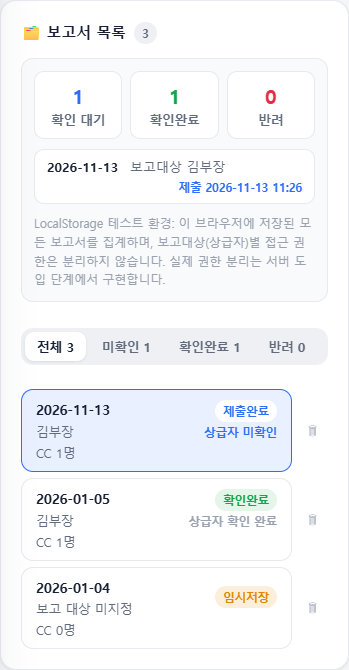 보고서 목록 3
1 1 0
확인 대기 확인완료 반려
2026-11-13 보고대상 김부장
제출 2026-11-13 11:26
LocalStorage 테스트 환경: 이 브라우저에 저장된 모
든 보고서를 집계하며, 보고대상(상급자)별 접근 권
한은 분리하지 않습니다. 실제 권한 분리는 서버 도
입 단계에서 구현합니다.
전체 3 미확인 1 확인완료 1 반려 0
2026-11-13 제출완료
김부장 상급자 미확인
CC 1명
2026-01-05 확인완료
김부장 상급자 확인 완료
CC 1명
2026-01-04 임시저장
보고 대상 미지정
CC 0명